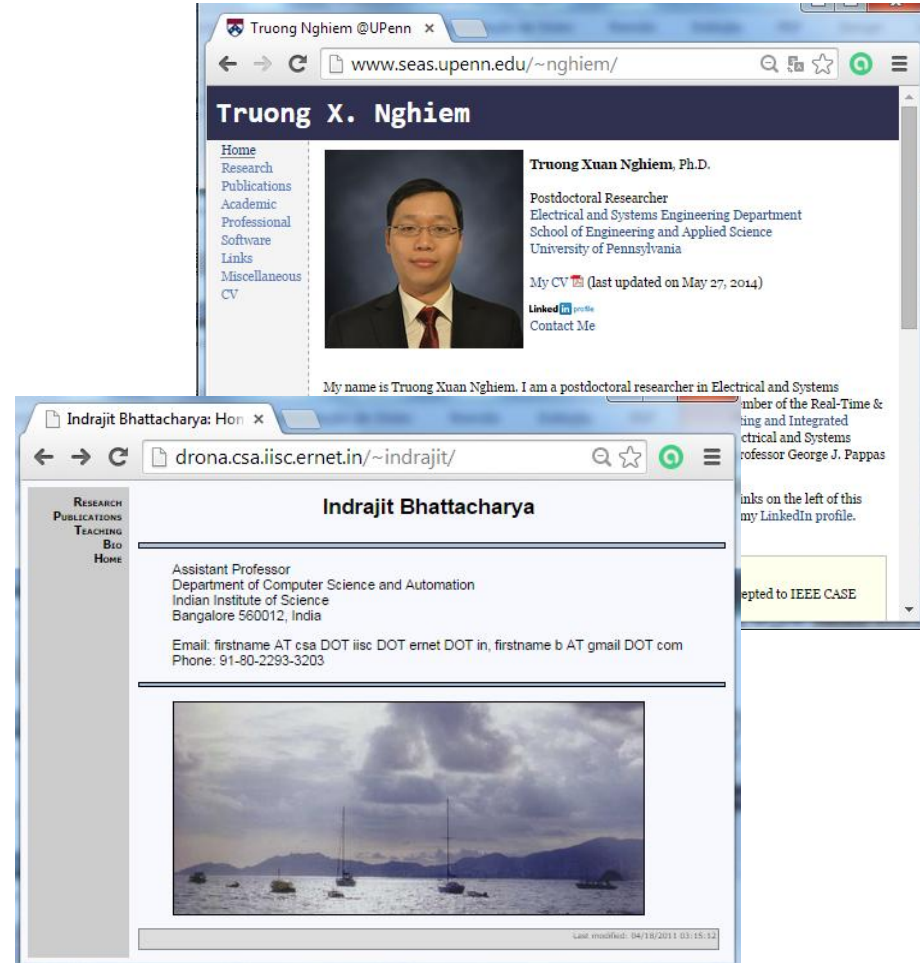 Truong Nghiem @UPenn
www.seas.upenn.edu/~nghiem/
Truong X. Nghiem
Home
Research
Publications
Academic
Professional
Software
Links
Miscellaneous
CV
Truong Xuan Nghiem, Ph.D.
Postdoctoral Researcher
Electrical and Systems Engineering Department
School of Engineering and Applied Science
University of Pennsylvania
My CV (last updated on May 27, 2014)
Linked in profile
Contact Me
My name is Truong Xuan Nghiem. I am a postdoctoral researcher in Electrical and Systems
ember of the Real-Time &
ting and Integrated
ctrical and Systems
rofessor George J. Pappas
inks on the left of this
my LinkedIn profile.
epted to IEEE CASE
Indrajit Bhattacharya: Hon
drona.csa.iisc.ernet.in/~indrajit/
Research
Publications
Teaching
Bio
Home
Indrajit Bhattacharya
Assistant Professor
Department of Computer Science and Automation
Indian Institute of Science
Bangalore 560012, India
Email: firstname AT csa DOT iisc DOT ernet DOT in, firstname b AT gmail DOT com
Phone: 91-80-2293-3203
Last modified: 04/18/2011 03:15:12